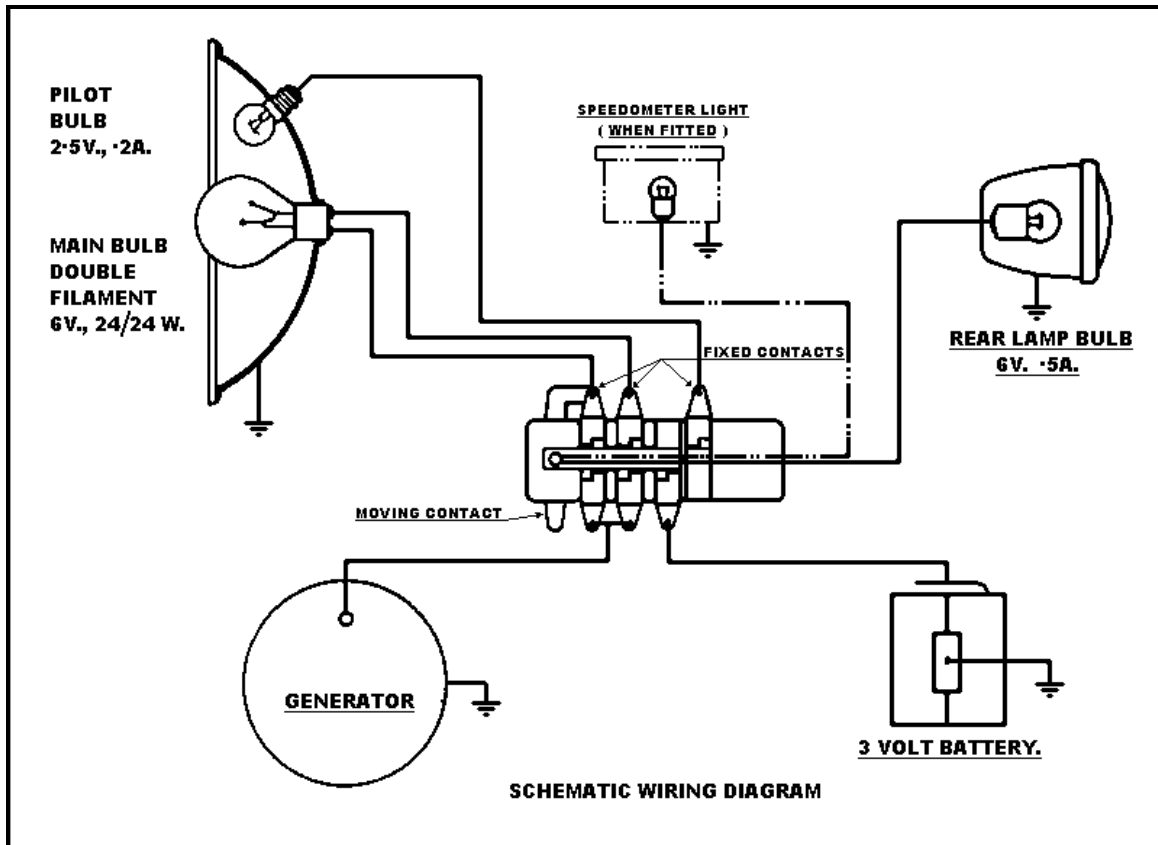 PILOT
BULB
2·5V., ·2A.
SPEEDOMETER LIGHT
( WHEN FITTED )
MAIN BULB
DOUBLE
FILAMENT
6V., 24/24 W.
REAR LAMP BULB
6V. ·5A.
FIXED CONTACTS
MOVING CONTACT
GENERATOR
3 VOLT BATTERY.
SCHEMATIC WIRING DIAGRAM